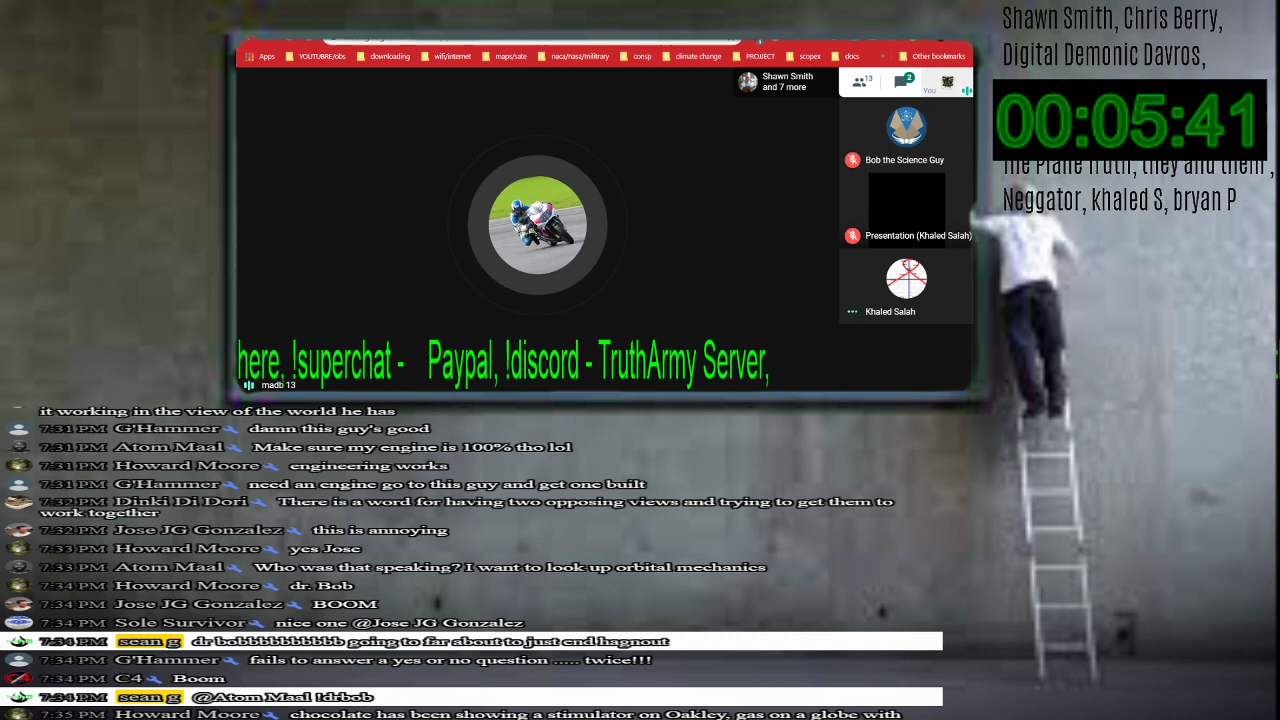 Shawn Smith, Chris Berry,
Digital Demonic Davros,
00:05:41
The Plane Truth, they and them,
Neggator, khaled S, bryan P
Apps YOUTUBRE/obs downloading wifi/internet maps/sate naca/nasa/militrary consp climate change PROJECT scopex docs Other bookmarks
Shawn Smith
and 7 more
13
2
You
Bob the Science Guy
Presentation (Khaled Salah)
Khaled Salah
here, !superchat - Paypal, !discord - TruthArmy Server,
madb 13
it working in the view of the world he has
7:31 PM G'Hammer damn this guy's good
7:31 PM Atom Maal Make sure my engine is 100% tho lol
7:31 PM Howard Moore engineering works
7:31 PM G'Hammer need an engine go to this guy and get one built
7:32 PM Dinki Di Dori There is a word for having two opposing views and trying to get them to
work together
7:32 PM Jose JG Gonzalez this is annoying
7:33 PM Howard Moore yes Jose
7:33 PM Atom Maal Who was that speaking? I want to look up orbital mechanics
7:34 PM Howard Moore dr. Bob
7:34 PM Jose JG Gonzalez BOOM
7:34 PM Sole Survivor nice one @Jose JG Gonzalez
7:34 PM sean g dr bobbbbbbbbbb going to far about to just end hagnout
7:34 PM G'Hammer fails to answer a yes or no question ..... twice!!!
7:34 PM C4 Boom
7:34 PM sean g @Atom Maal !drbob
7:35 PM Howard Moore chocolate has been showing a stimulator on Oakley, gas on a globe with